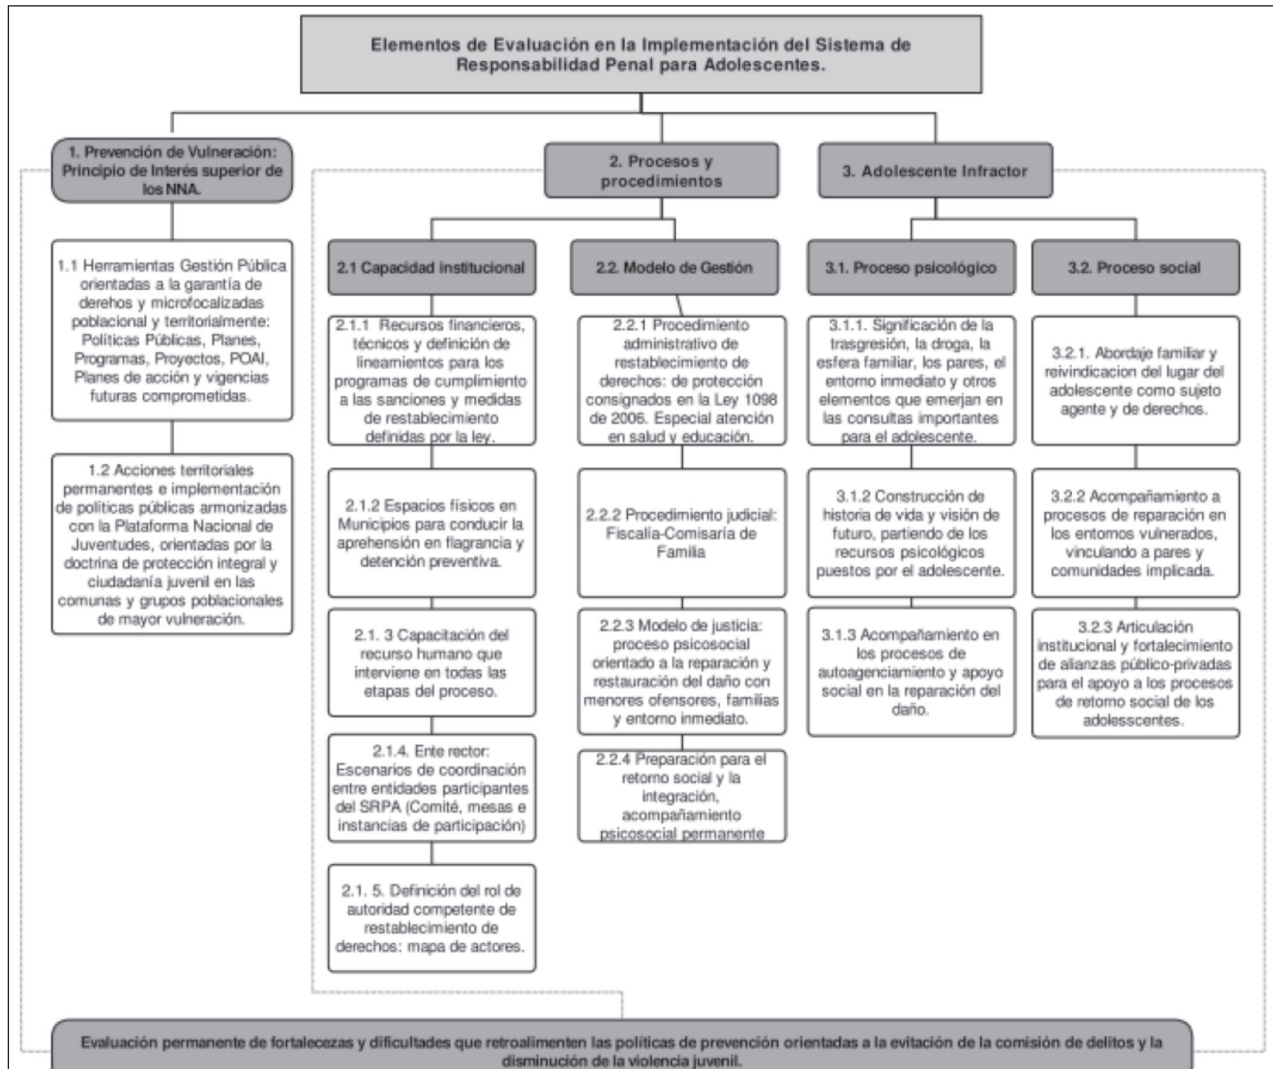 Elementos de Evaluación en la Implementación del Sistema de
Responsabilidad Penal para Adolescentes.
1. Prevención de Vulneración:
Principio de Interés superior de
los NNA.
1.1 Herramientas Gestión Pública
orientadas a la garantía de
derehos y microfocalizadas
poblacional y territorialmente:
Políticas Públicas, Planes,
Programas, Proyectos, POAI,
Planes de acción y vigencias
futuras comprometidas.
1.2 Acciones territoriales
permanentes e implementación
de políticas públicas armonizadas
con la Plataforma Nacional de
Juventudes, orientadas por la
doctrina de protección integral y
ciudadanía juvenil en las
comunas y grupos poblacionales
de mayor vulneración.
2. Procesos y
procedimientos
2.1 Capacidad institucional
2.1.1 Recursos financieros,
técnicos y definición de
lineamientos para los
programas de cumplimiento
a las sanciones y medidas
de restablecimiento
definidas por la ley.
2.1.2 Espacios físicos en
Municipios para conducir la
aprehensión en flagrancia y
detención preventiva.
2.1. 3 Capacitación del
recurso humano que
interviene en todas las
etapas del proceso.
2.1.4. Ente rector:
Escenarios de coordinación
entre entidades participantes
del SRPA (Comité, mesas e
instancias de participación)
2.1. 5. Definición del rol de
autoridad competente de
restablecimiento de
derechos: mapa de actores.
2.2. Modelo de Gestión
2.2.1 Procedimiento
administrativo de
restablecimiento de
derechos: de protección
consignados en la Ley 1098
de 2006. Especial atención
en salud y educación.
2.2.2 Procedimiento judicial:
Fiscalía-Comisaría de
Familia
2.2.3 Modelo de justicia:
proceso psicosocial
orientado a la reparación y
restauración del daño con
menores ofensores, familias
y entorno inmediato.
2.2.4 Preparación para el
retorno social y la
integración,
acompañamiento
psicosocial permanente
3. Adolescente Infractor
3.1. Proceso psicológico
3.1.1. Significación de la
trasgresión, la droga, la
esfera familiar, los pares, el
entorno inmediato y otros
elementos que emerjan en
las consultas importantes
para el adolescente.
3.1.2 Construcción de
historia de vida y visión de
futuro, partiendo de los
recursos psicológicos
puestos por el adolescente.
3.1.3 Acompañamiento en
los procesos de
autoagenciamiento y apoyo
social en la reparación del
daño.
3.2. Proceso social
3.2.1. Abordaje familiar y
reivindicacion del lugar del
adolescente como sujeto
agente y de derechos.
3.2.2 Acompañamiento a
procesos de reparación en
los entornos vulnerados,
vinculando a pares y
comunidades implicada.
3.2.3 Articulación
institucional y fortalecimiento
de alianzas público-privadas
para el apoyo a los procesos
de retorno social de los
adolesscentes.
Evaluación permanente de fortalecezas y dificultades que retroalimenten las políticas de prevención orientadas a la evitación de la comisión de delitos y la
disminución de la violencia juvenil.